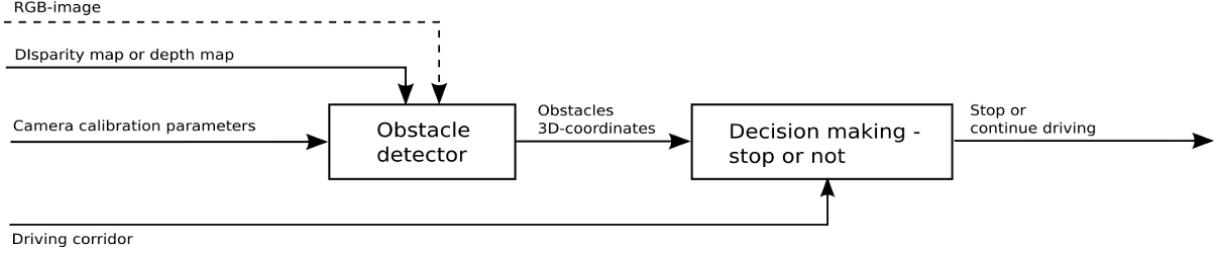 RGB-image
DIsparity map or depth map
Camera calibration parameters
Obstacle
detector
Obstacles
3D-coordinates
Decision making -
stop or not
Stop or
continue driving
Driving corridor